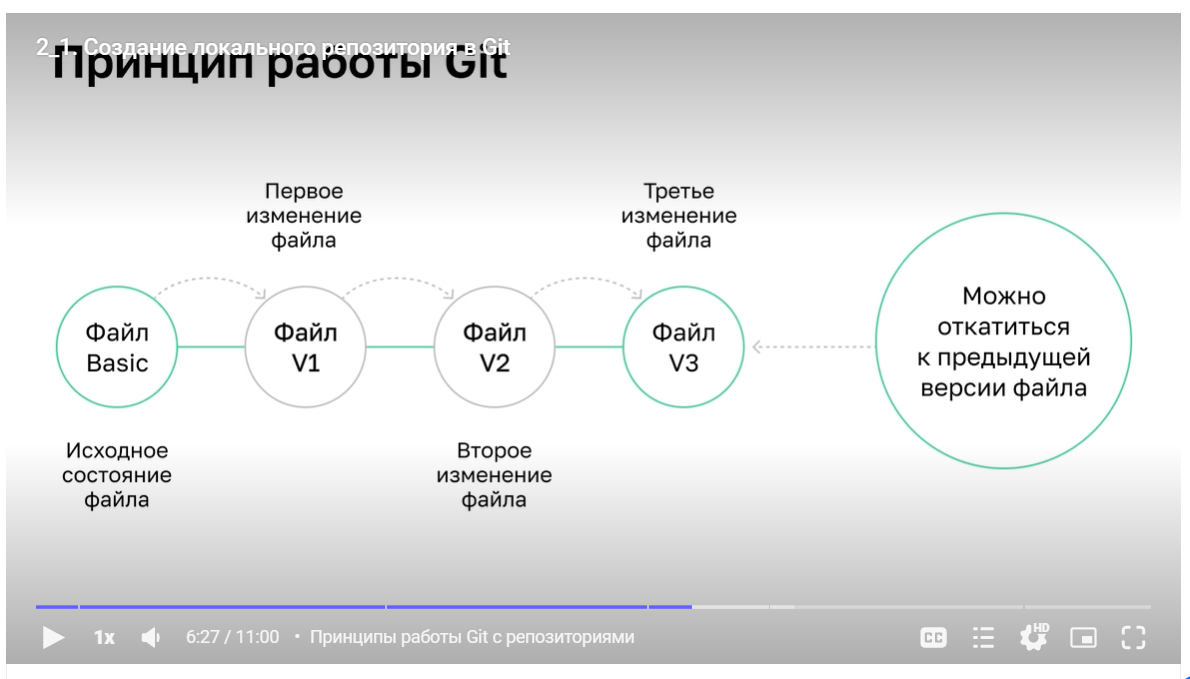 2_1. Создание локального репозитория в Git
Принцип работы Git
Первое
изменение
файла
Третье
изменение
файла
Файл
Basic
Файл
V1
Файл
V2
Файл
V3
Можно
откатиться
к предыдущей
версии файла
Исходное
состояние
файла
Второе
изменение
файла
1x
6:27 / 11:00 • Принципы работы Git с репозиториями
CC
HD